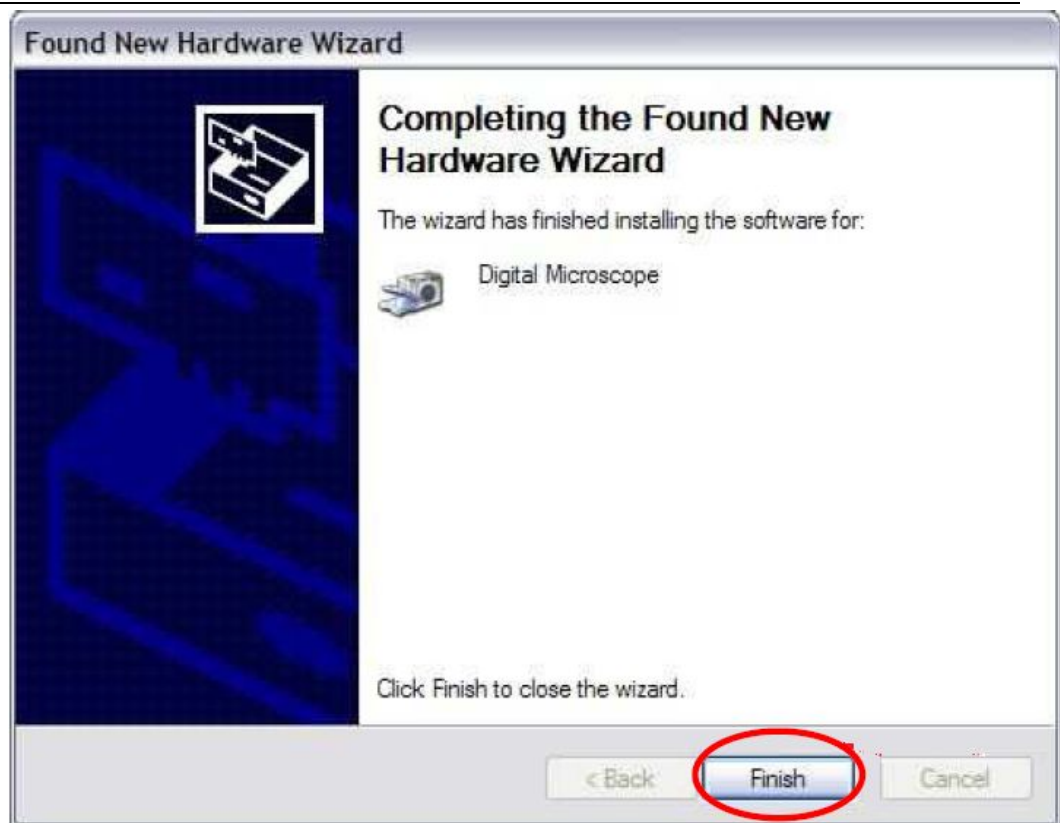 Found New Hardware Wizard
Completing the Found New
Hardware Wizard
The wizard has finished installing the software for:
Digital Microscope
Click Finish to close the wizard.
< Back
Finish
Cancel